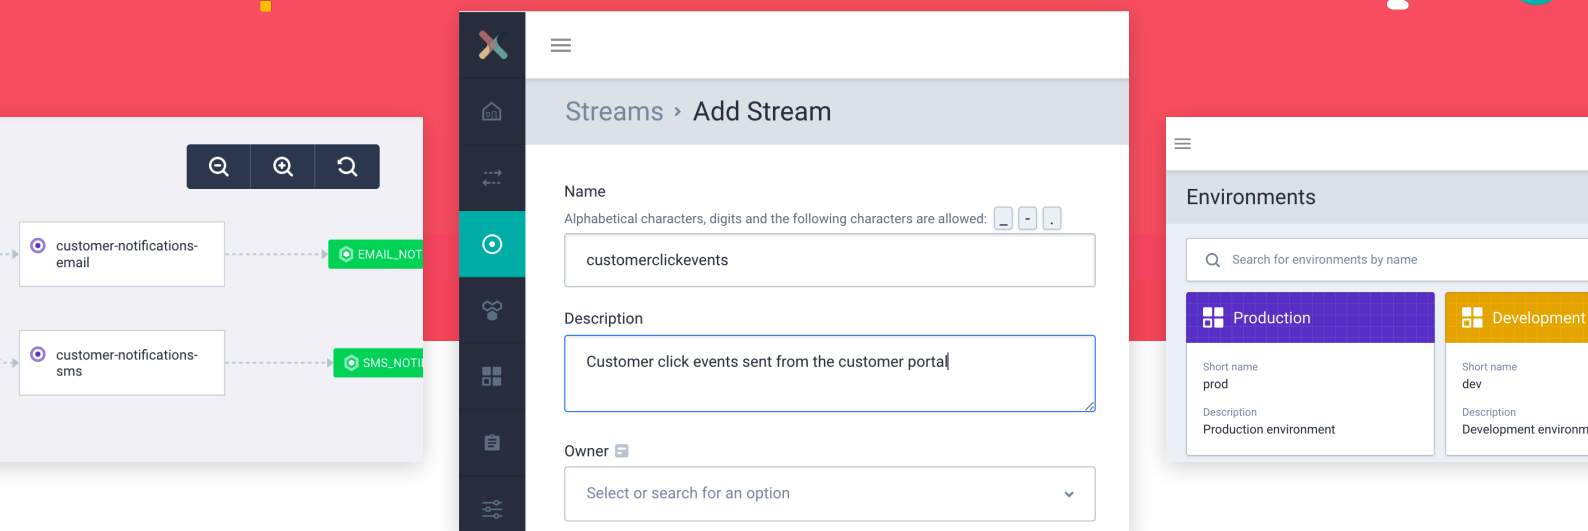 customer-notifications-
email
EMAIL_NOT
customer-notifications-
sms
SMS_NOTI
Streams › Add Stream
Name
Alphabetical characters, digits and the following characters are allowed: _ - .
customerclickevents
Description
Customer click events sent from the customer portal
Owner
Select or search for an option
Environments
Search for environments by name
Production
Short name
prod
Description
Production environment
Development
Short name
dev
Description
Development environm